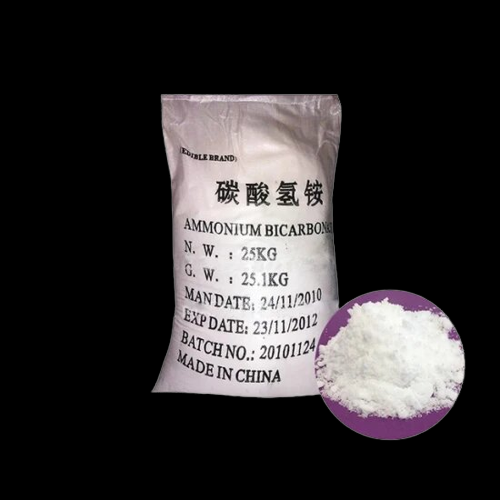 (EDIBLE BRAND)
碳酸氢铵
AMMONIUM BICARBONATE
N. W. : 25KG
G. W. : 25.1KG
MAN DATE: 24/11/2010
EXP DATE: 23/11/2012
BATCH NO.: 20101124
MADE IN CHINA